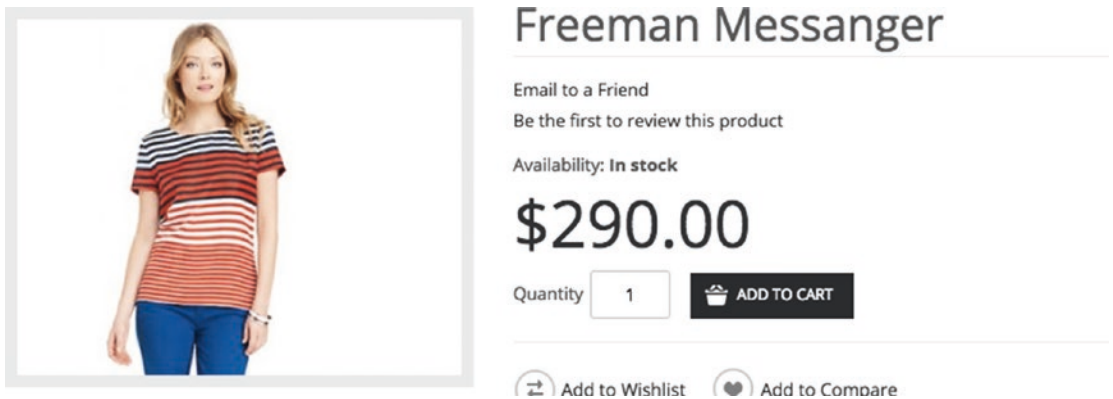 Freeman Messanger
Email to a Friend
Be the first to review this product
Availability: In stock
$290.00
Quantity 1 ADD TO CART
Add to Wishlist Add to Compare